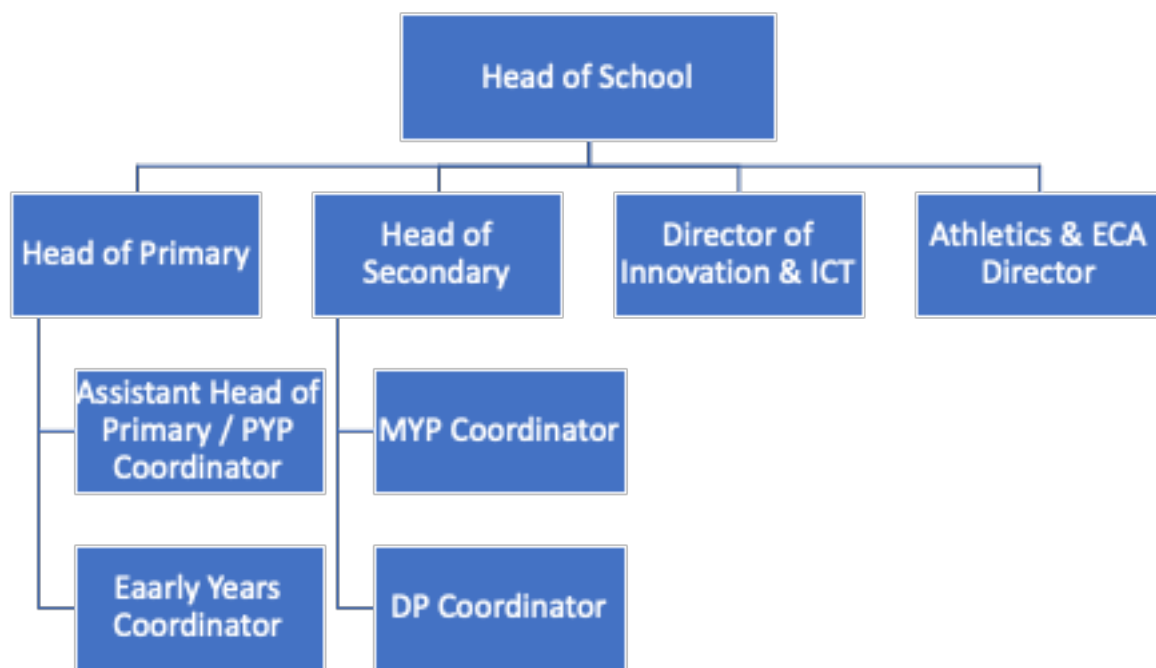 Head of School
Head of Primary
Head of
Secondary
Director of
Innovation & ICT
Athletics & ECA
Director
Assistant Head of
Primary / PYP
Coordinator
MYP Coordinator
Eaarly Years
Coordinator
DP Coordinator